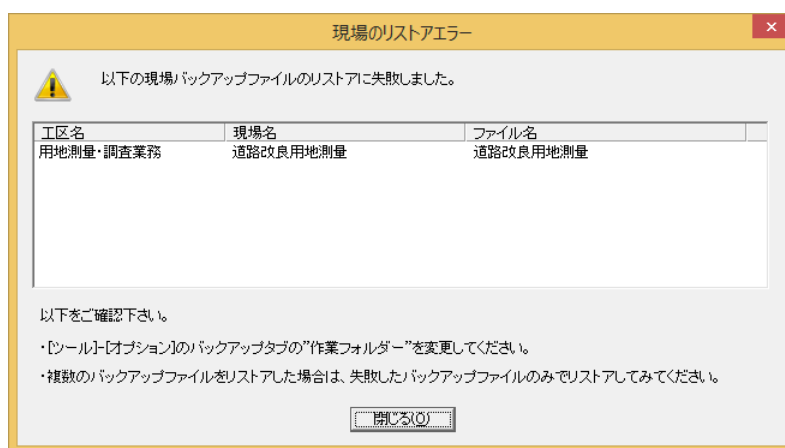 現場のリストアエラー
以下の現場バックアップファイルのリストアに失敗しました。
工区名 現場名 ファイル名
用地測量・調査業務 道路改良用地測量 道路改良用地測量
以下をご確認下さい。
・[ツール]-[オプション]のバックアップタブの"作業フォルダー"を変更してください。
・複数のバックアップファイルをリストアした場合は、失敗したバックアップファイルのみでリストアしてみてください。
閉じる(O)